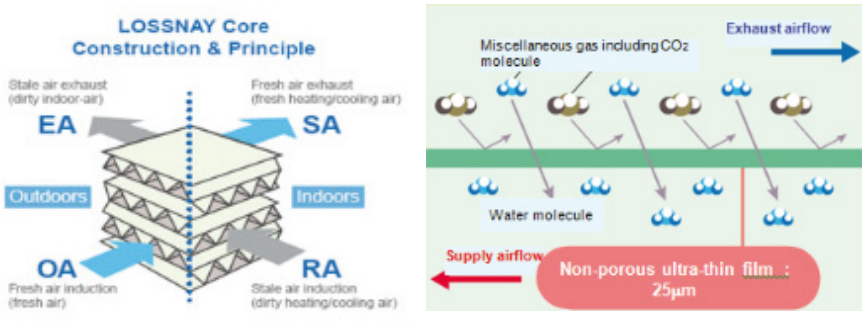 LOSSNAY Core
Construction & Principle
Stale air exhaust
(dirty indoor-air)
EA
Fresh air exhaust
(fresh heating/cooling air)
SA
Outdoors
Indoors
OA
Fresh air induction
(fresh air)
RA
Stale air induction
(dirty heating/cooling air)
Miscellaneous gas including CO₂
molecule
Exhaust airflow
Water molecule
Supply airflow
Non-porous ultra-thin film :
25μm